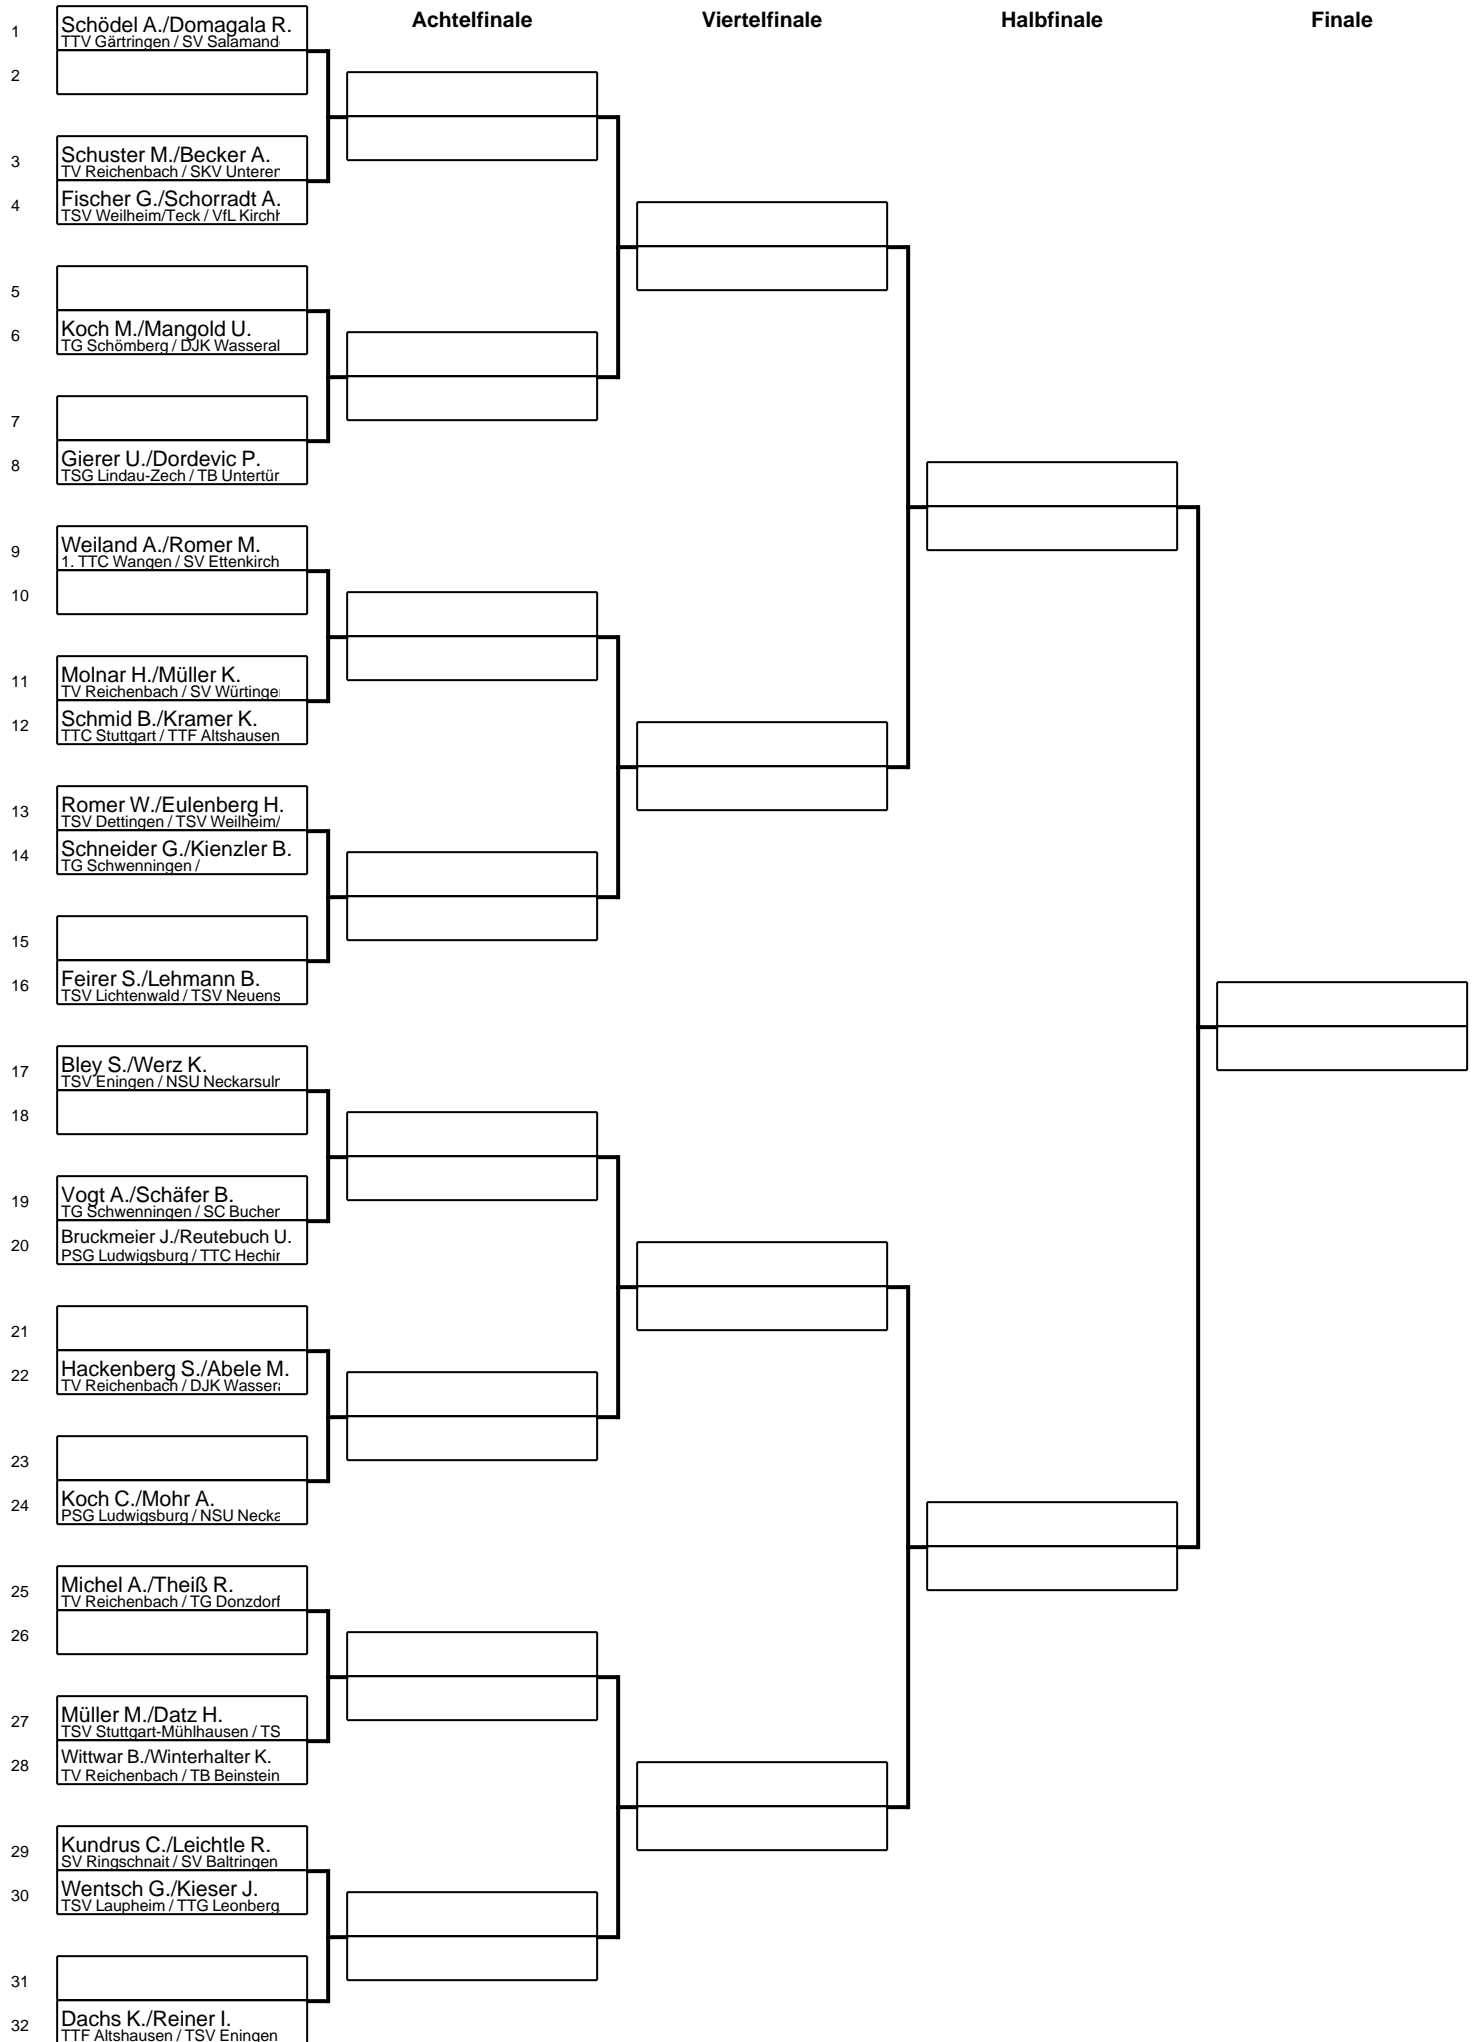 Achtelfinale Viertelfinale Halbfinale Finale
1 Schödel A./Domagala R.
TTV Gärtringen / SV Salamand
2
3 Schuster M./Becker A.
TV Reichenbach / SKV Unteren
4 Fischer G./Schorradt A.
TSV Weilheim/Teck / VfL Kirchh
5
6 Koch M./Mangold U.
TG Schömberg / DJK Wasseral
7
8 Gierer U./Dordevic P.
TSG Lindau-Zech / TB Untertür
9 Weiland A./Romer M.
1. TTC Wangen / SV Ettenkirch
10
11 Molnar H./Müller K.
TV Reichenbach / SV Würtinge
12 Schmid B./Kramer K.
TTC Stuttgart / TTF Altshausen
13 Romer W./Eulenberg H.
TSV Dettingen / TSV Weilheim/
14 Schneider G./Kienzler B.
TG Schwenningen /
15
16 Feirer S./Lehmann B.
TSV Lichtenwald / TSV Neuens
17 Bley S./Werz K.
TSV Eningen / NSU Neckarsulm
18
19 Vogt A./Schäfer B.
TG Schwenningen / SC Bucher
20 Bruckmeier J./Reutebuch U.
PSG Ludwigsburg / TTC Hechin
21
22 Hackenberg S./Abele M.
TV Reichenbach / DJK Wassera
23
24 Koch C./Mohr A.
PSG Ludwigsburg / NSU Necka
25 Michel A./Theiß R.
TV Reichenbach / TG Donzdorf
26
27 Müller M./Datz H.
TSV Stuttgart-Mühlhausen / TS
28 Wittwar B./Winterhalter K.
TV Reichenbach / TB Beinstein
29 Kundrus C./Leichtle R.
SV Ringschnait / SV Baltringen
30 Wentsch G./Kieser J.
TSV Laupheim / TTG Leonberg
31
32 Dachs K./Reiner I.
TTF Altshausen / TSV Eningen